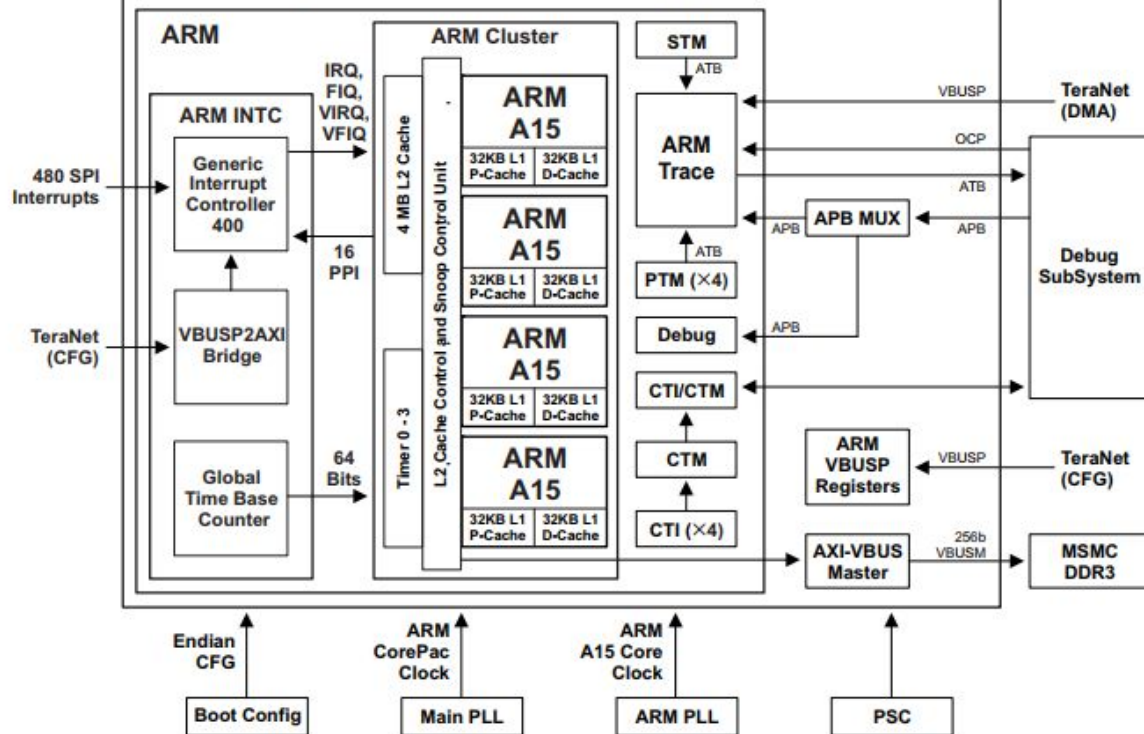 ARM
ARM INTC
Generic
Interrupt
Controller
400
480 SPI
Interrupts
TeraNet
(CFG)
VBUSP2AXI
Bridge
Global
Time Base
Counter
IRQ,
FIQ,
VIRQ,
VFIQ
16
PPI
64
Bits
ARM Cluster
4 MB L2 Cache
Timer 0 - 3
L2 Cache Control and Snoop Control Unit
ARM
A15
32KB L1
P-Cache
32KB L1
D-Cache
ARM
A15
32KB L1
P-Cache
32KB L1
D-Cache
ARM
A15
32KB L1
P-Cache
32KB L1
D-Cache
ARM
A15
32KB L1
P-Cache
32KB L1
D-Cache
STM
ATB
ARM
Trace
ATB
PTM (×4)
Debug
CTI/CTM
CTM
CTI (×4)
VBUSP
TeraNet
(DMA)
OCP
ATB
APB
APB MUX
APB
APB
Debug
SubSystem
ARM
VBUSP
Registers
VBUSP
TeraNet
(CFG)
AXI-VBUS
Master
256b
VBUSM
MSMC
DDR3
Endian
CFG
Boot Config
ARM
CorePac
Clock
Main PLL
ARM
A15 Core
Clock
ARM PLL
PSC